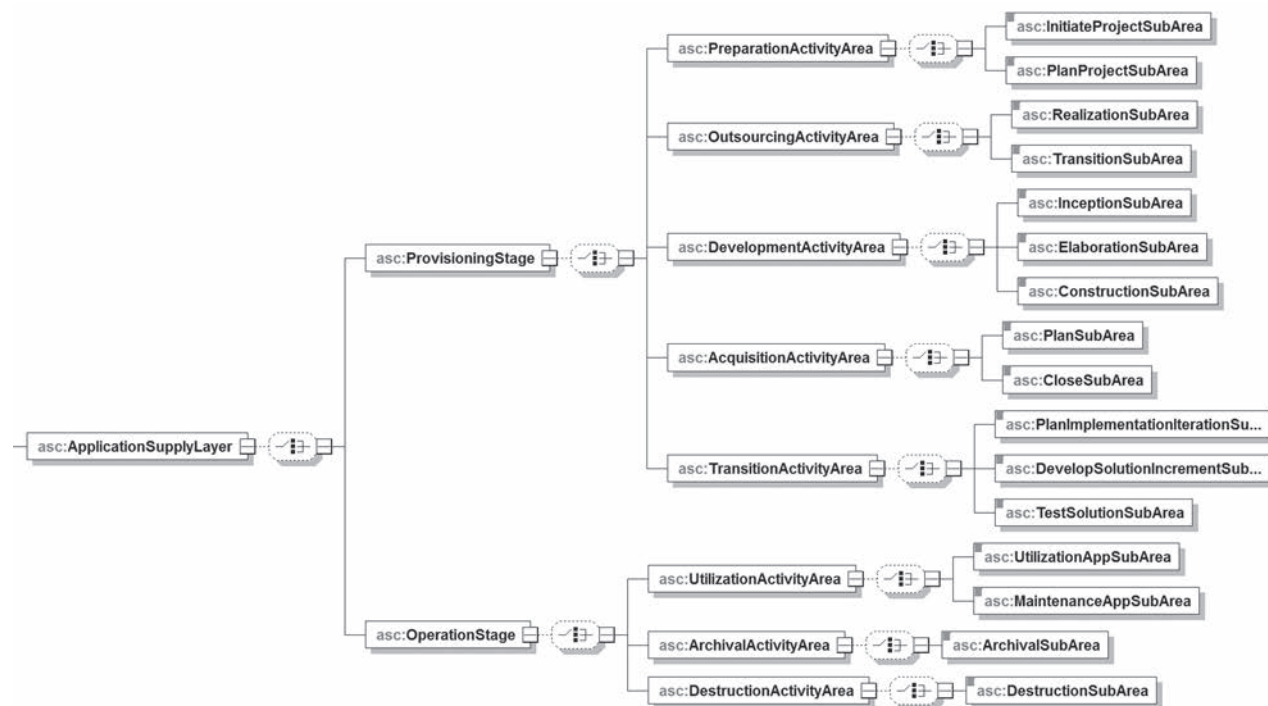 asc:InitiateProjectSubArea
asc:PreparationActivityArea
asc:PlanProjectSubArea
asc:RealizationSubArea
asc:OutsourcingActivityArea
asc:TransitionSubArea
asc:InceptionSubArea
asc:ProvisioningStage
asc:DevelopmentActivityArea
asc:ElaborationSubArea
asc:ConstructionSubArea
asc:PlanSubArea
asc:AcquisitionActivityArea
asc:CloseSubArea
asc:PlanImplementationIterationSu...
asc:ApplicationSupplyLayer
asc:TransitionActivityArea
asc:DevelopSolutionIncrementSub...
asc:TestSolutionSubArea
asc:UtilizationAppSubArea
asc:UtilizationActivityArea
asc:MaintenanceAppSubArea
asc:OperationStage
asc:ArchivalActivityArea
asc:ArchivalSubArea
asc:DestructionActivityArea
asc:DestructionSubArea